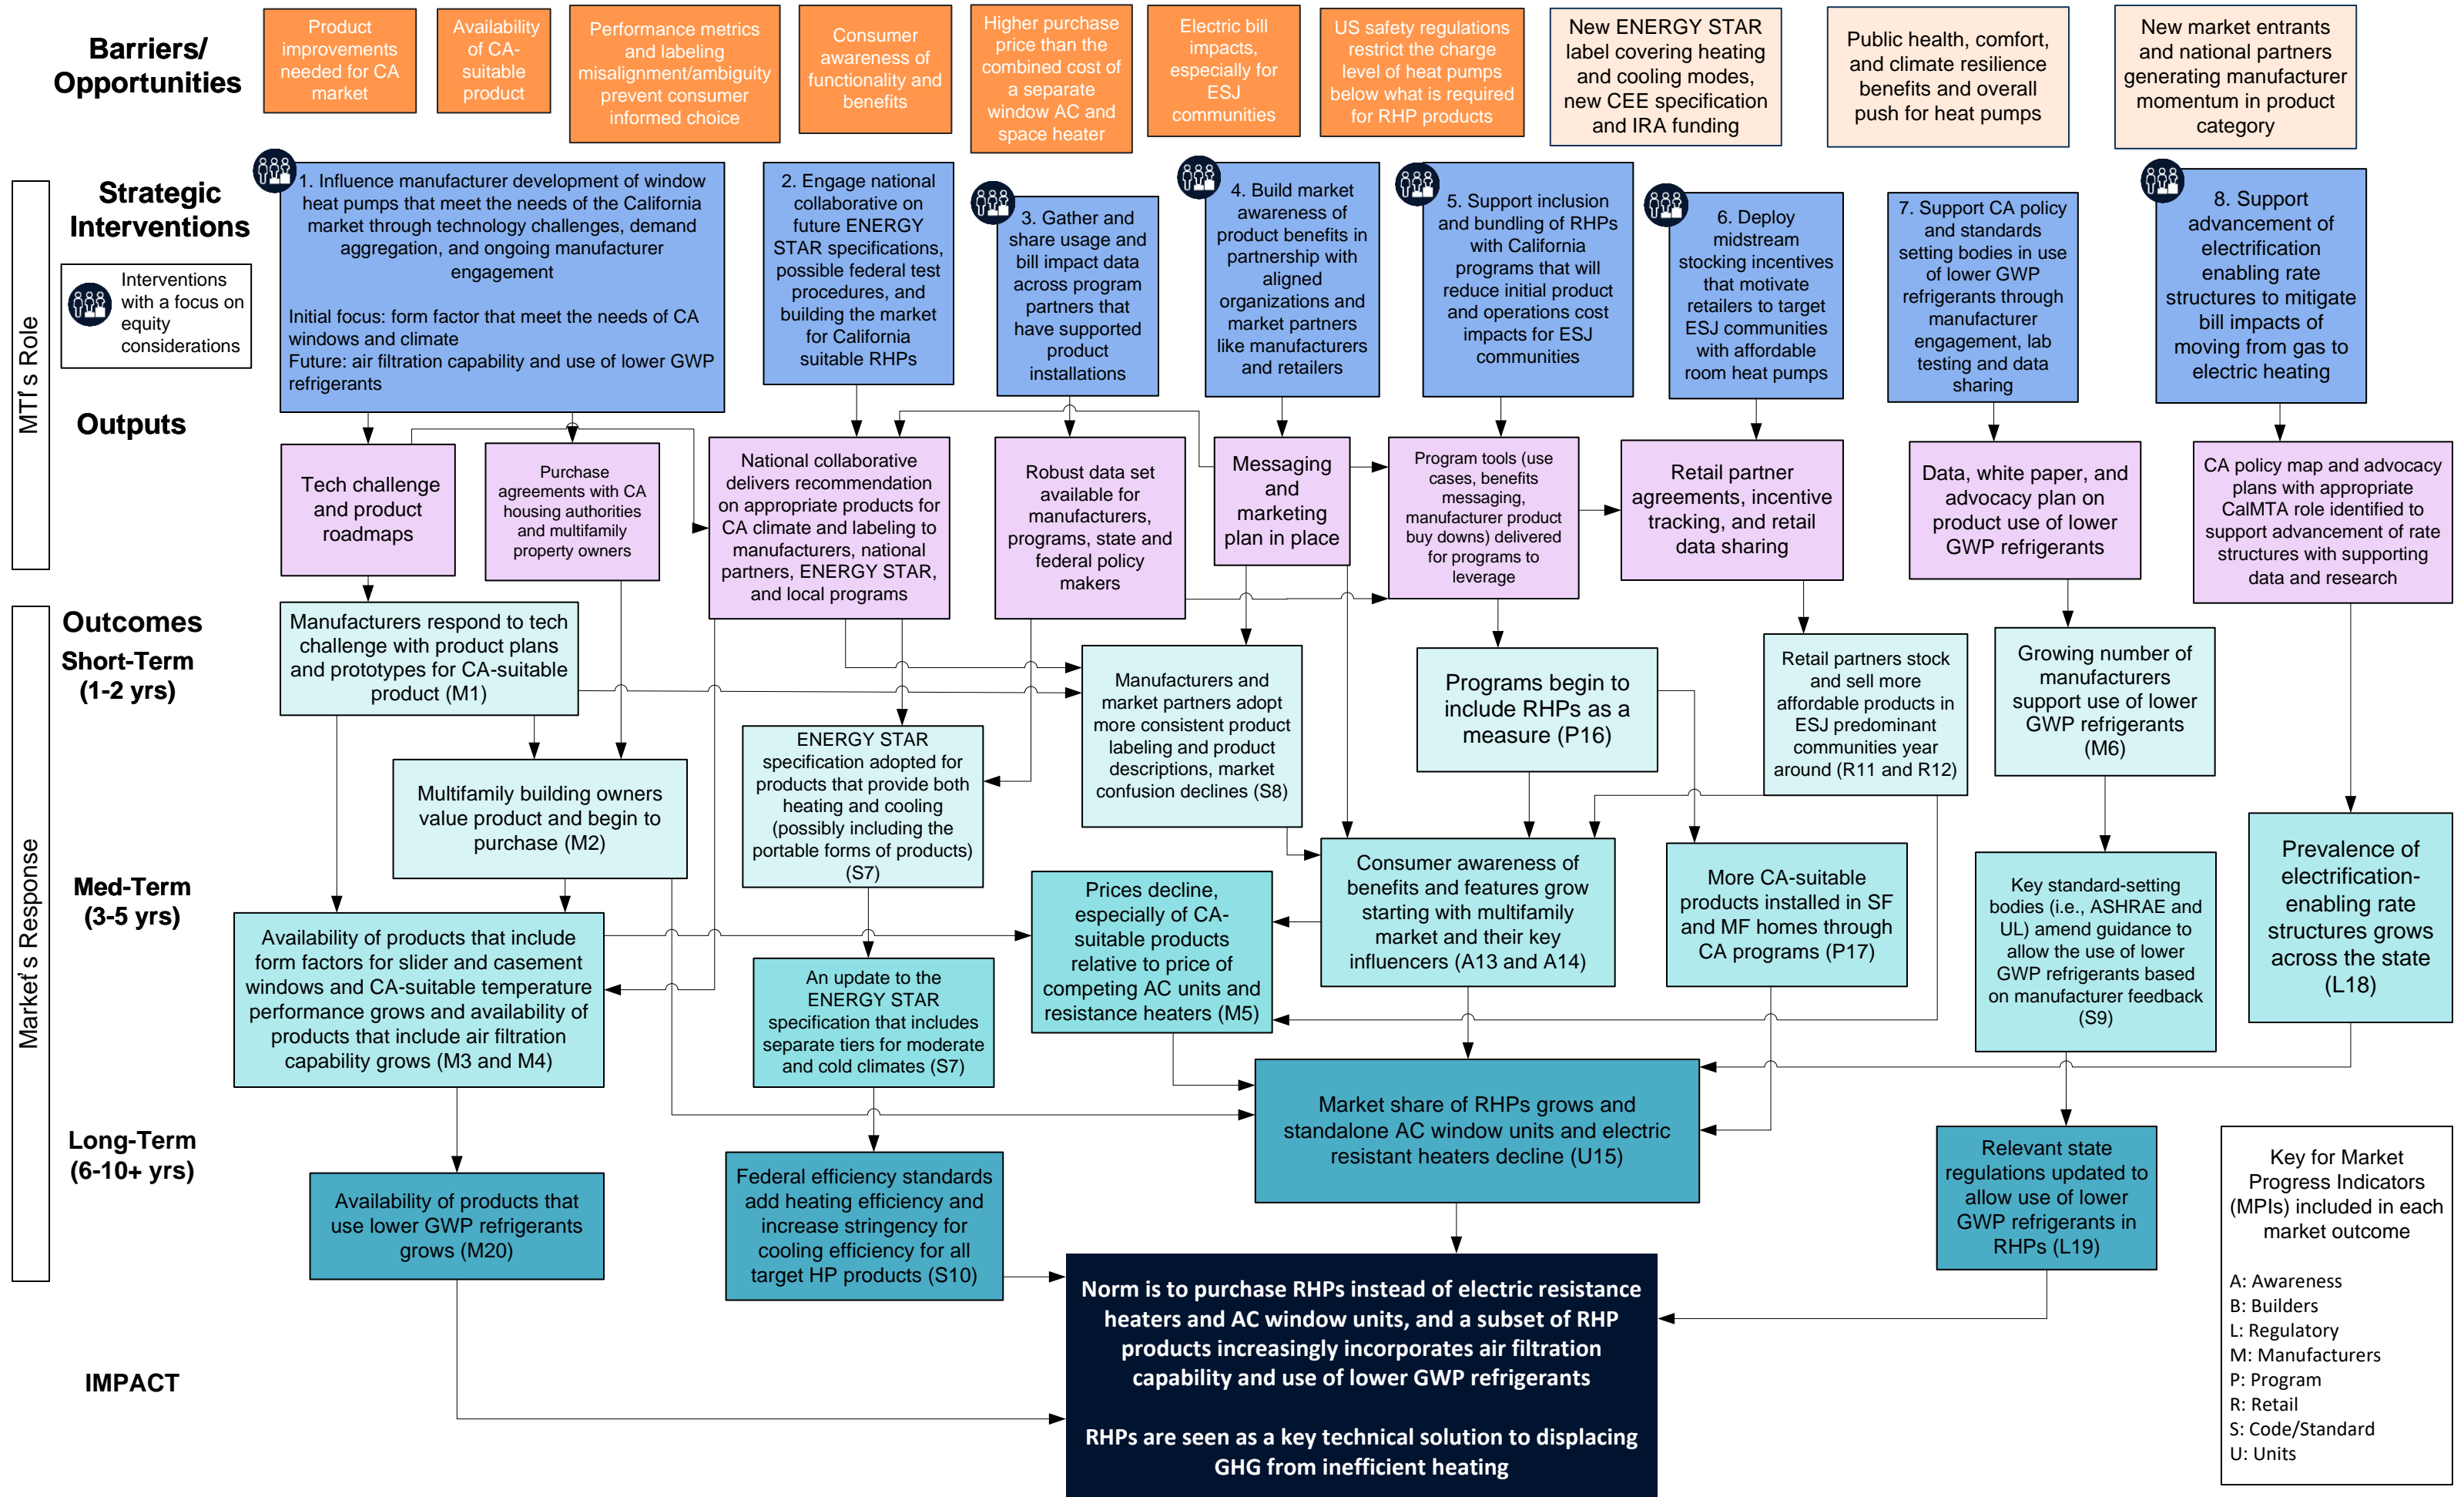 Barriers/
Opportunities
Product
improvements
needed for CA
market
Availability
of CA-
suitable
product
Performance metrics
and labeling
misalignment/ambiguity
prevent consumer
informed choice
Consumer
awareness of
functionality and
benefits
Higher purchase
price than the
combined cost of
a separate
window AC and
space heater
Electric bill
impacts,
especially for
ESJ
communities
US safety regulations
restrict the charge
level of heat pumps
below what is required
for RHP products
New ENERGY STAR
label covering heating
and cooling modes,
new CEE specification
and IRA funding
Public health, comfort,
and climate resilience
benefits and overall
push for heat pumps
New market entrants
and national partners
generating manufacturer
momentum in product
category
MTI's Role
Strategic
Interventions
Interventions
with a focus on
equity
considerations
1. Influence manufacturer development of window
heat pumps that meet the needs of the California
market through technology challenges, demand
aggregation, and ongoing manufacturer
engagement
Initial focus: form factor that meet the needs of CA
windows and climate
Future: air filtration capability and use of lower GWP
refrigerants
2. Engage national
collaborative on
future ENERGY
STAR specifications,
possible federal test
procedures, and
building the market
for California
suitable RHPs
3. Gather and
share usage and
bill impact data
across program
partners that
have supported
product
installations
4. Build market
awareness of
product benefits in
partnership with
aligned
organizations and
market partners
like manufacturers
and retailers
5. Support inclusion
and bundling of RHPs
with California
programs that will
reduce initial product
and operations cost
impacts for ESJ
communities
6. Deploy
midstream
stocking incentives
that motivate
retailers to target
ESJ communities
with affordable
room heat pumps
7. Support CA policy
and standards
setting bodies in use
of lower GWP
refrigerants through
manufacturer
engagement, lab
testing and data
sharing
8. Support
advancement of
electrification
enabling rate
structures to mitigate
bill impacts of
moving from gas to
electric heating
Outputs
Tech challenge
and product
roadmaps
Purchase
agreements with CA
housing authorities
and multifamily
property owners
National collaborative
delivers recommendation
on appropriate products for
CA climate and labeling to
manufacturers, national
partners, ENERGY STAR,
and local programs
Robust data set
available for
manufacturers,
programs, state and
federal policy
makers
Messaging
and
marketing
plan in place
Program tools (use
cases, benefits
messaging,
manufacturer product
buy downs) delivered
for programs to
leverage
Retail partner
agreements, incentive
tracking, and retail
data sharing
Data, white paper, and
advocacy plan on
product use of lower
GWP refrigerants
CA policy map and advocacy
plans with appropriate
CalMTA role identified to
support advancement of rate
structures with supporting
data and research
Market's Response
Outcomes
Short-Term
(1-2 yrs)
Manufacturers respond to tech
challenge with product plans
and prototypes for CA-suitable
product (M1)
Multifamily building owners
value product and begin to
purchase (M2)
ENERGY STAR
specification adopted for
products that provide both
heating and cooling
(possibly including the
portable forms of products)
(S7)
Manufacturers and
market partners adopt
more consistent product
labeling and product
descriptions, market
confusion declines (S8)
Programs begin to
include RHPs as a
measure (P16)
Retail partners stock
and sell more
affordable products in
ESJ predominant
communities year
around (R11 and R12)
Growing number of
manufacturers
support use of lower
GWP refrigerants
(M6)
Med-Term
(3-5 yrs)
Availability of products that include
form factors for slider and casement
windows and CA-suitable temperature
performance grows and availability of
products that include air filtration
capability grows (M3 and M4)
An update to the
ENERGY STAR
specification that includes
separate tiers for moderate
and cold climates (S7)
Prices decline,
especially of CA-
suitable products
relative to price of
competing AC units and
resistance heaters (M5)
Consumer awareness of
benefits and features grow
starting with multifamily
market and their key
influencers (A13 and A14)
More CA-suitable
products installed in SF
and MF homes through
CA programs (P17)
Key standard-setting
bodies (i.e., ASHRAE and
UL) amend guidance to
allow the use of lower
GWP refrigerants based
on manufacturer feedback
(S9)
Prevalence of
electrification-
enabling rate
structures grows
across the state
(L18)
Long-Term
(6-10+ yrs)
Availability of products that
use lower GWP refrigerants
grows (M20)
Federal efficiency standards
add heating efficiency and
increase stringency for
cooling efficiency for all
target HP products (S10)
Market share of RHPs grows and
standalone AC window units and electric
resistant heaters decline (U15)
Relevant state
regulations updated to
allow use of lower
GWP refrigerants in
RHPs (L19)
Key for Market
Progress Indicators
(MPIs) included in each
market outcome
A: Awareness
B: Builders
L: Regulatory
M: Manufacturers
P: Program
R: Retail
S: Code/Standard
U: Units
IMPACT
Norm is to purchase RHPs instead of electric resistance
heaters and AC window units, and a subset of RHP
products increasingly incorporates air filtration
capability and use of lower GWP refrigerants
RHPs are seen as a key technical solution to displacing
GHG from inefficient heating